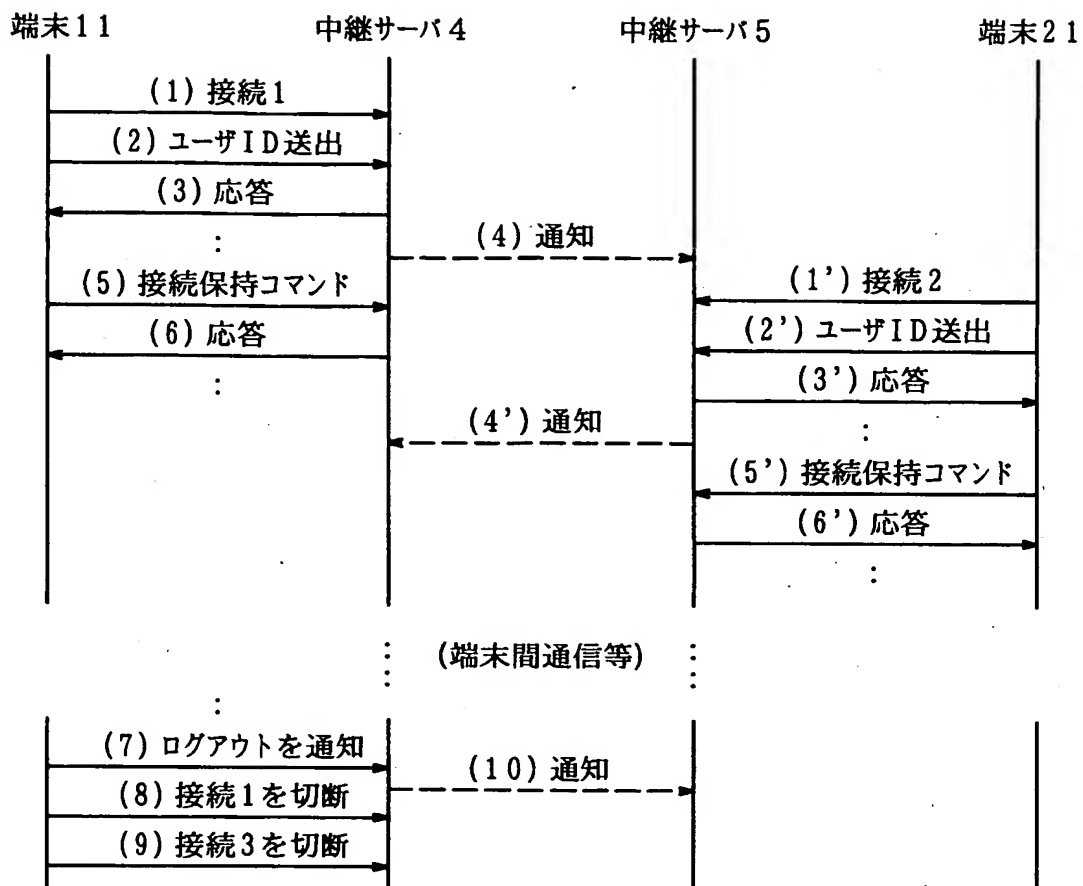 端末11 中継サーバ4 中継サーバ5 端末21
(1) 接続1
(2) ユーザID送出
(3) 応答
:
(4) 通知
(5) 接続保持コマンド
(1') 接続2
(6) 応答
(2') ユーザID送出
:
(3') 応答
(4') 通知
:
(5') 接続保持コマンド
(6') 応答
:
(端末間通信等)
:
(7) ログアウトを通知
(10) 通知
(8) 接続1を切断
(9) 接続3を切断